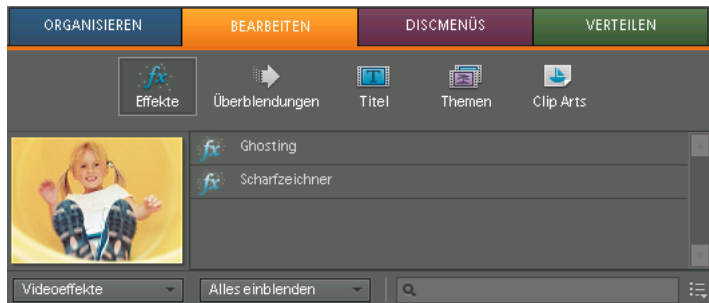 ORGANISIEREN BEARBEITEN DISCMENÜS VERTEILEN
Effekte Überblendungen Titel Themen Clip Arts
Ghosting
Scharfzeichner
Videoeffekte Alles einblenden